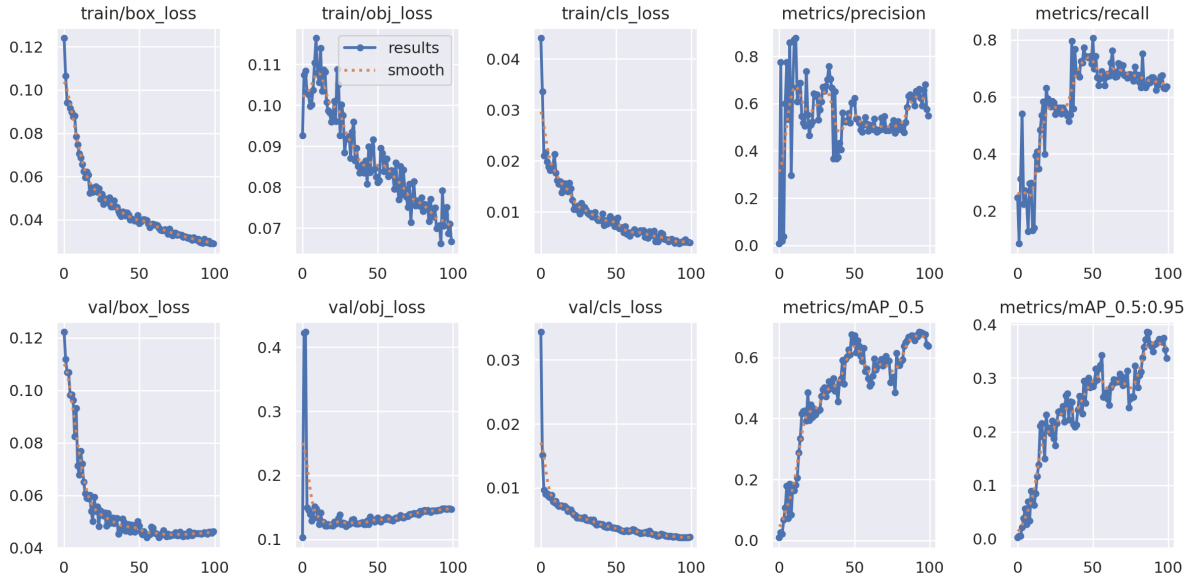 train/box_loss
train/obj_loss
train/cls_loss
metrics/precision
metrics/recall
0.12
0.10
0.08
0.06
0.04
0 50 100
0.11
0.10
0.09
0.08
0.07
results
smooth
0 50 100
0.04
0.03
0.02
0.01
0 50 100
0.8
0.6
0.4
0.2
0.0
0 50 100
0.8
0.6
0.4
0.2
0 50 100
val/box_loss
val/obj_loss
val/cls_loss
metrics/mAP_0.5
metrics/mAP_0.5:0.95
0.12
0.10
0.08
0.06
0.04
0 50 100
0.4
0.3
0.2
0.1
0 50 100
0.03
0.02
0.01
0 50 100
0.6
0.4
0.2
0.0
0 50 100
0.4
0.3
0.2
0.1
0.0
0 50 100